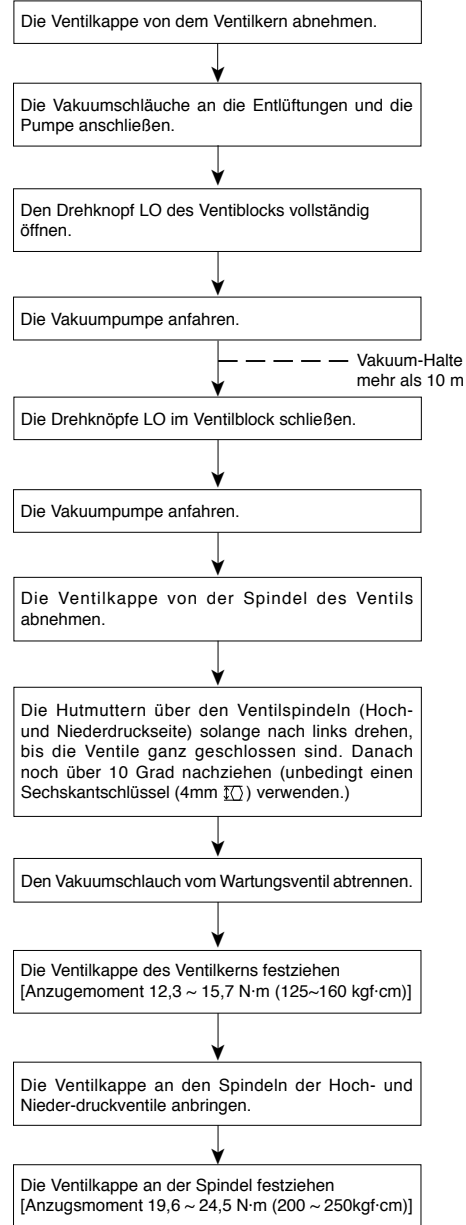 Die Ventilkappe von dem Ventilkern abnehmen.
Die Vakuumschläuche an die Entlüftungen und die
Pumpe anschließen.
Den Drehknopf LO des Ventiblocks vollständig
öffnen.
Die Vakuumpumpe anfahren.
Vakuum-Halte
mehr als 10 m
Die Drehknöpfe LO im Ventilblock schließen.
Die Vakuumpumpe anfahren.
Die Ventilkappe von der Spindel des Ventils
abnehmen.
Die Hutmuttern über den Ventilspindeln (Hoch-
und Niederdruckseite) solange nach links drehen,
bis die Ventile ganz geschlossen sind. Danach
noch über 10 Grad nachziehen (unbedingt einen
Sechskantschlüssel (4mm ) verwenden.)
Den Vakuumschlauch vom Wartungsventil abtrennen.
Die Ventilkappe des Ventilkerns festziehen
[Anzugemoment 12,3 ~ 15,7 N·m (125~160 kgf·cm)]
Die Ventilkappe an den Spindeln der Hoch- und
Nieder-druckventile anbringen.
Die Ventilkappe an der Spindel festziehen
[Anzugsmoment 19,6 ~ 24,5 N·m (200 ~ 250kgf·cm)]